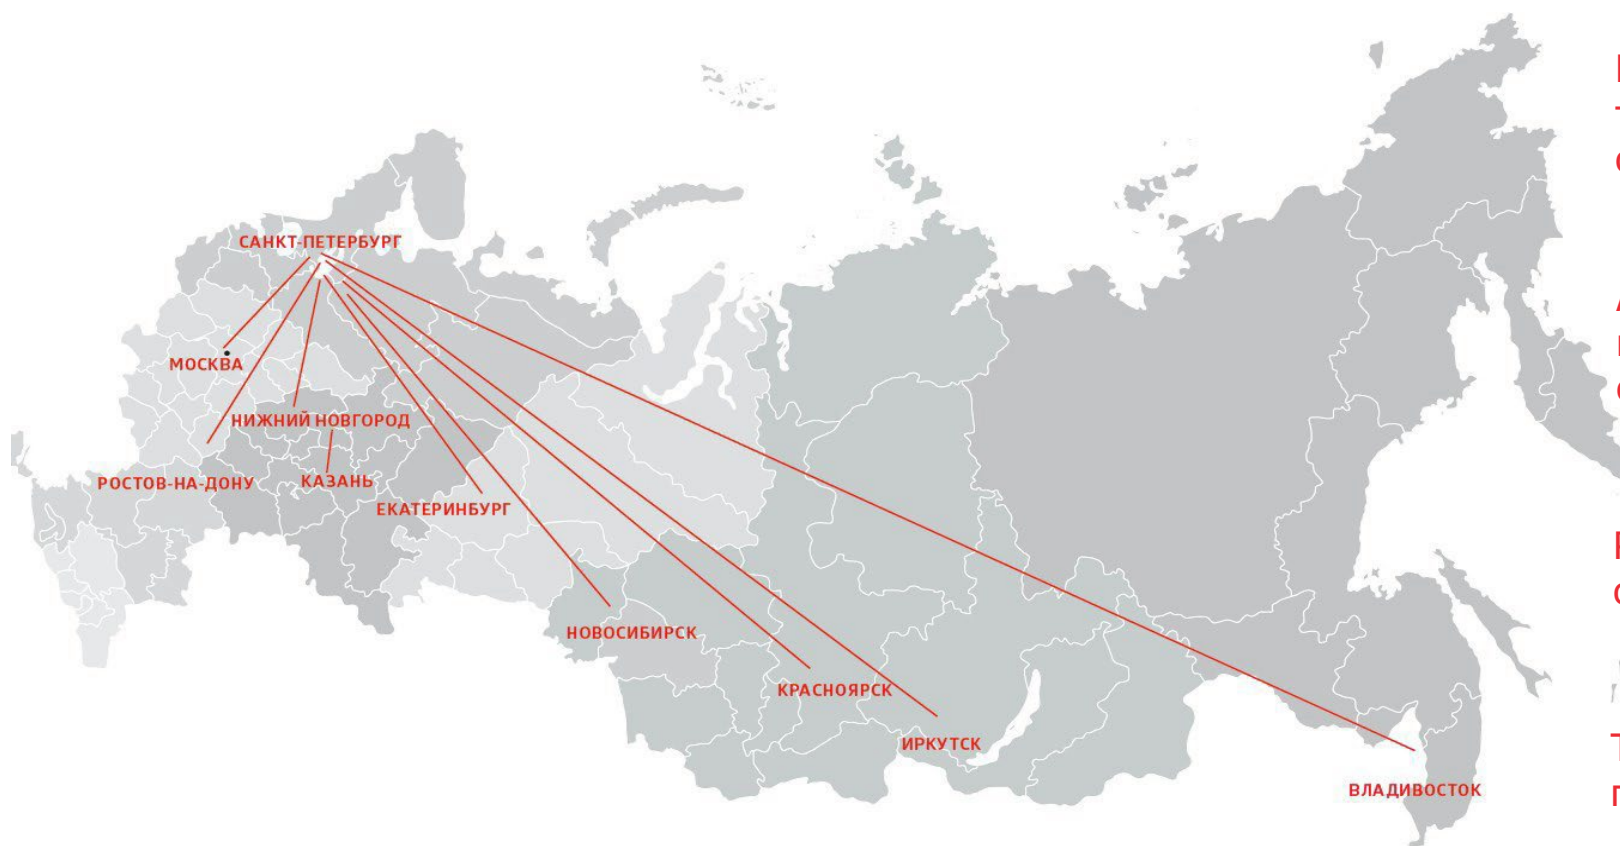 САНКТ-ПЕТЕРБУРГ
МОСКВА
НИЖНИЙ НОВГОРОД
РОСТОВ-НА-ДОНУ
КАЗАНЬ
ЕКАТЕРИНБУРГ
НОВОСИБИРСК
КРАСНОЯРСК
ИРКУТСК
ВЛАДИВОСТОК